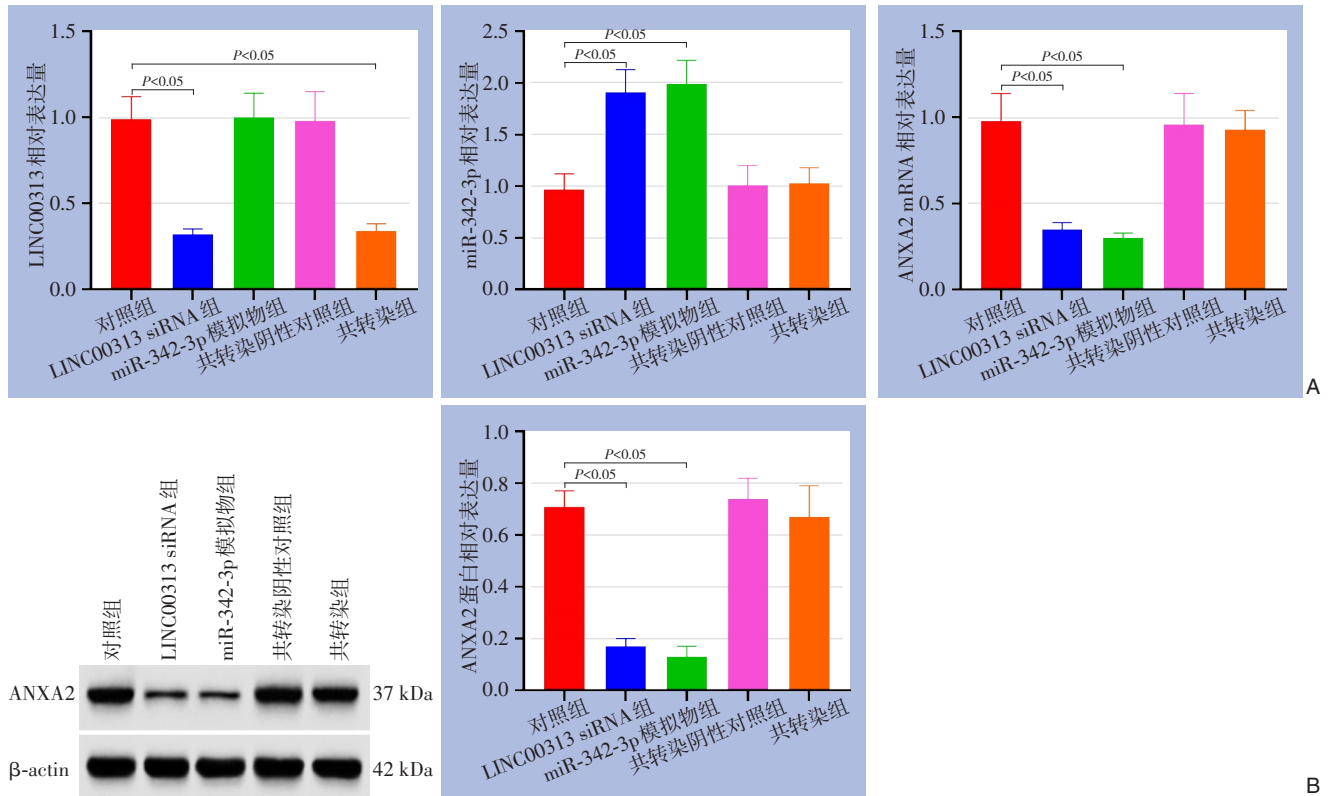 LINC00313 相对表达量
1.5
1.0
0.5
0.0
P<0.05
P<0.05
对照组
LINC00313 siRNA 组
miR-342-3p 模拟物组
共转染阴性对照组
共转染组
miR-342-3p 相对表达量
2.5
2.0
1.5
1.0
0.5
0.0
P<0.05
P<0.05
对照组
LINC00313 siRNA 组
miR-342-3p 模拟物组
共转染阴性对照组
共转染组
ANXA2 mRNA 相对表达量
1.5
1.0
0.5
0.0
P<0.05
P<0.05
对照组
LINC00313 siRNA 组
miR-342-3p 模拟物组
共转染阴性对照组
共转染组
A
对照组
LINC00313 siRNA 组
miR-342-3p 模拟物组
共转染阴性对照组
共转染组
ANXA2 37 kDa
β-actin 42 kDa
ANXA2 蛋白相对表达量
1.0
0.8
0.6
0.4
0.2
0.0
P<0.05
P<0.05
对照组
LINC00313 siRNA 组
miR-342-3p 模拟物组
共转染阴性对照组
共转染组
B